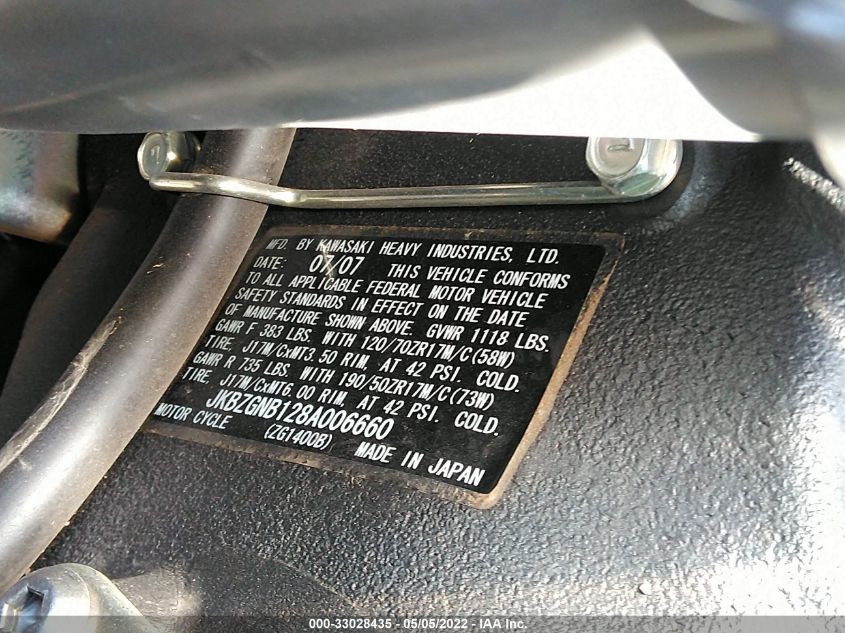 MFD. BY KAWASAKI HEAVY INDUSTRIES, LTD.
DATE: 07/07 THIS VEHICLE CONFORMS
TO ALL APPLICABLE FEDERAL MOTOR VEHICLE
SAFETY STANDARDS IN EFFECT ON THE DATE
OF MANUFACTURE SHOWN ABOVE. GVWR 1118 LBS.
GAWR F 383 LBS. WITH 120/70ZR17M/C(58W)
TIRE, J17M/CxMT3.50 RIM, AT 42 PSI. COLD.
GAWR R 735 LBS. WITH 190/50ZR17M/C(73W)
TIRE, J17M/CxMT6.00 RIM, AT 42 PSI. COLD.
JKBZGNB128A006660
MOTOR CYCLE (ZG1400B) MADE IN JAPAN
000-33028435 - 05/05/2022 - IAA Inc.